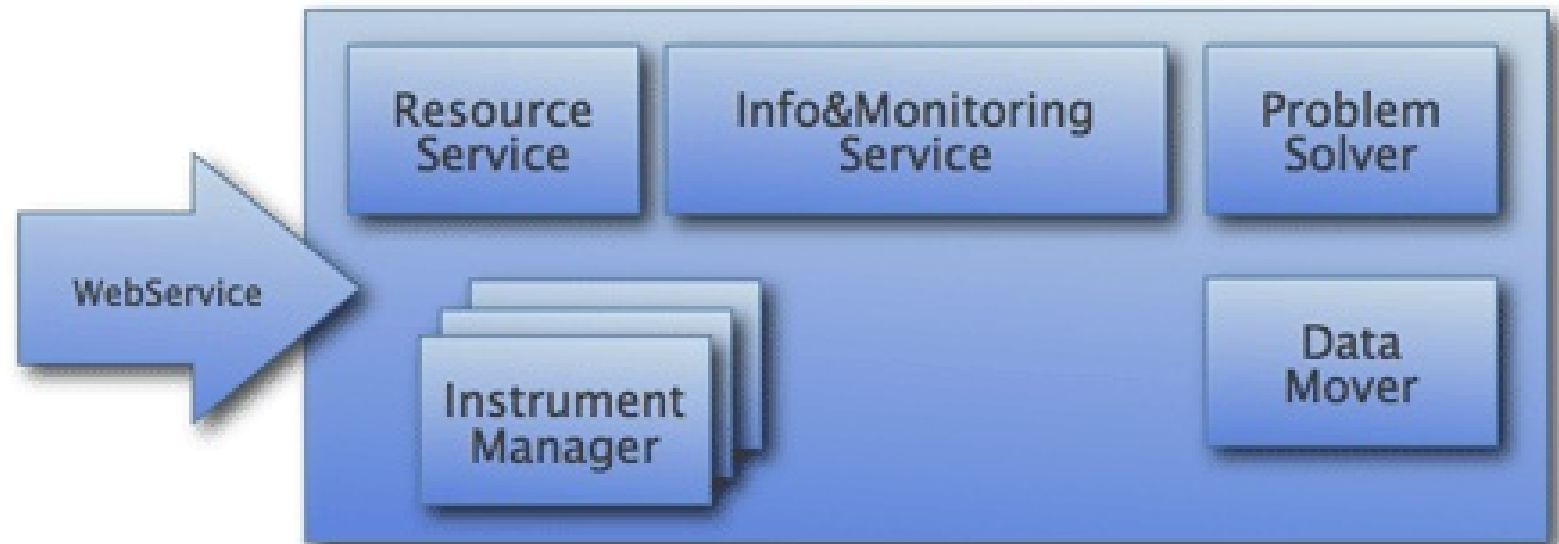 Resource
Service
Info&Monitoring
Service
Problem
Solver
WebService
Instrument
Manager
Data
Mover